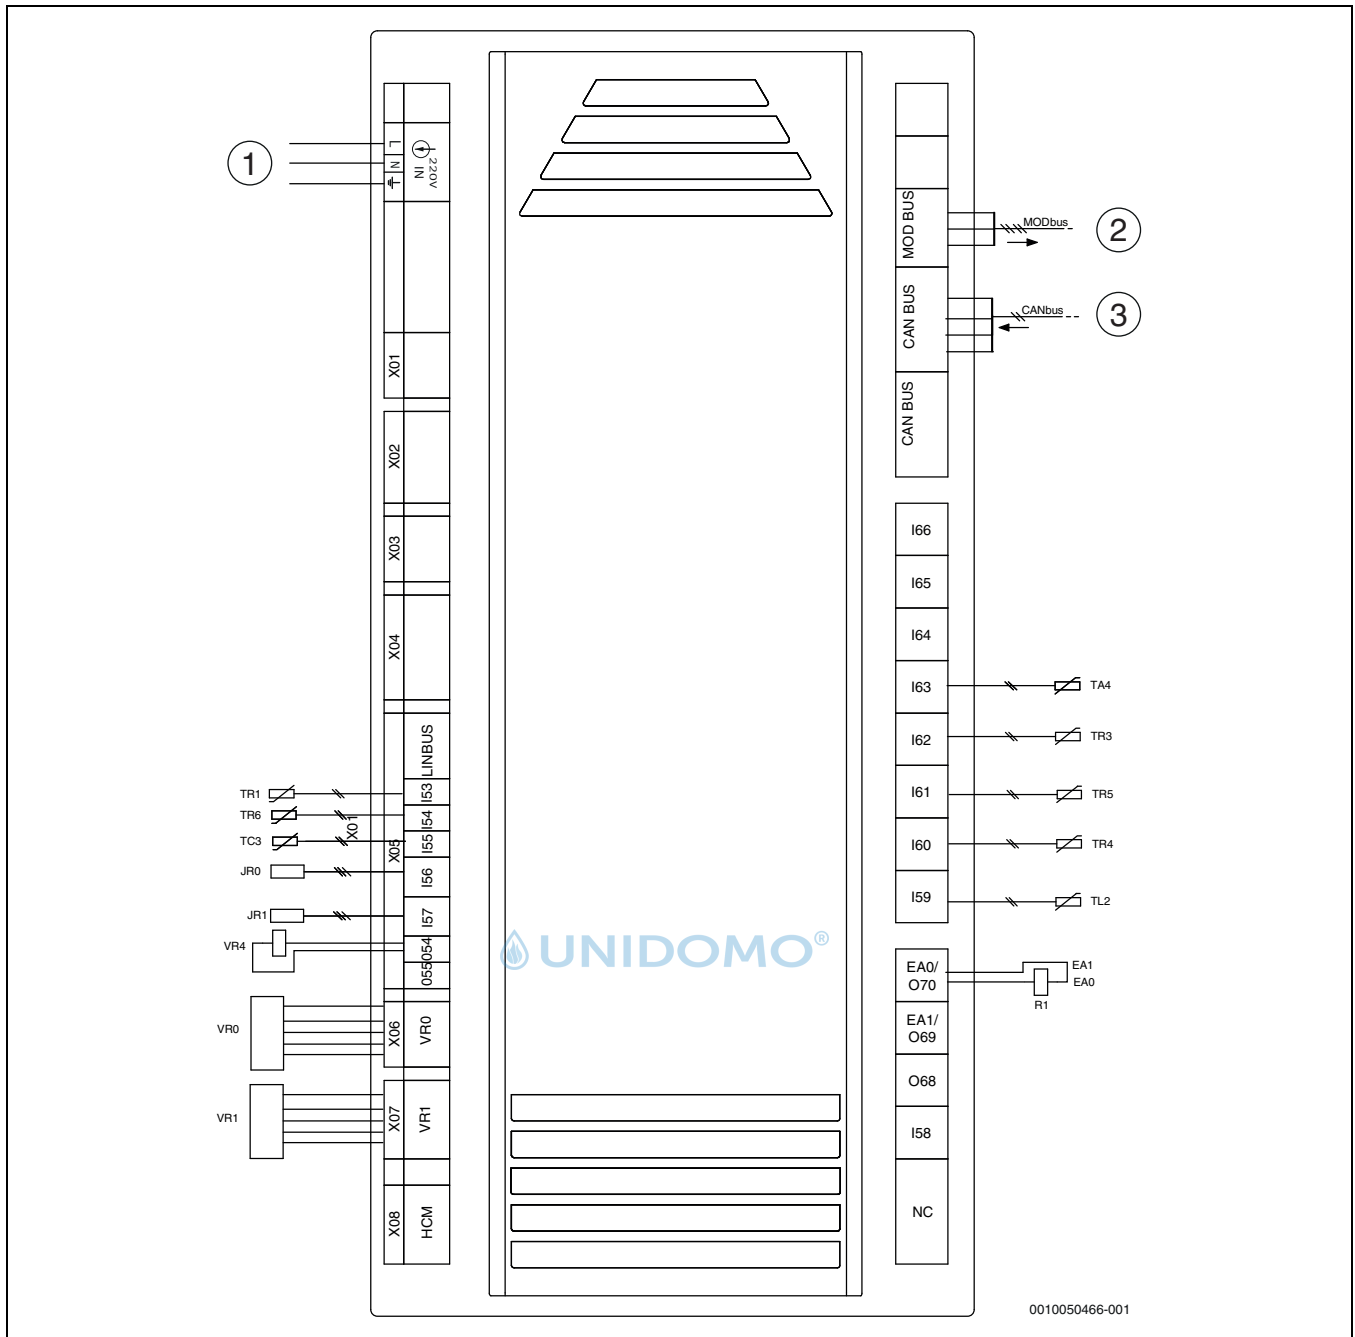 1
L
N
220V
IN
X01
X02
X03
X04
LINBUS
TR1
I53
TR6
I54
X01
TC3
X05
I55
JR0
I56
JR1
I57
VR4
054
055
VR0
X06
VR0
VR1
X07
VR1
X08
HCM
UNIDOMO®
MOD BUS
MODbus
2
CAN BUS
CANbus
3
CAN BUS
I66
I65
I64
I63
TA4
I62
TR3
I61
TR5
I60
TR4
I59
TL2
EA0/
O70
EA1
EA0
R1
EA1/
O69
O68
I58
NC
0010050466-001